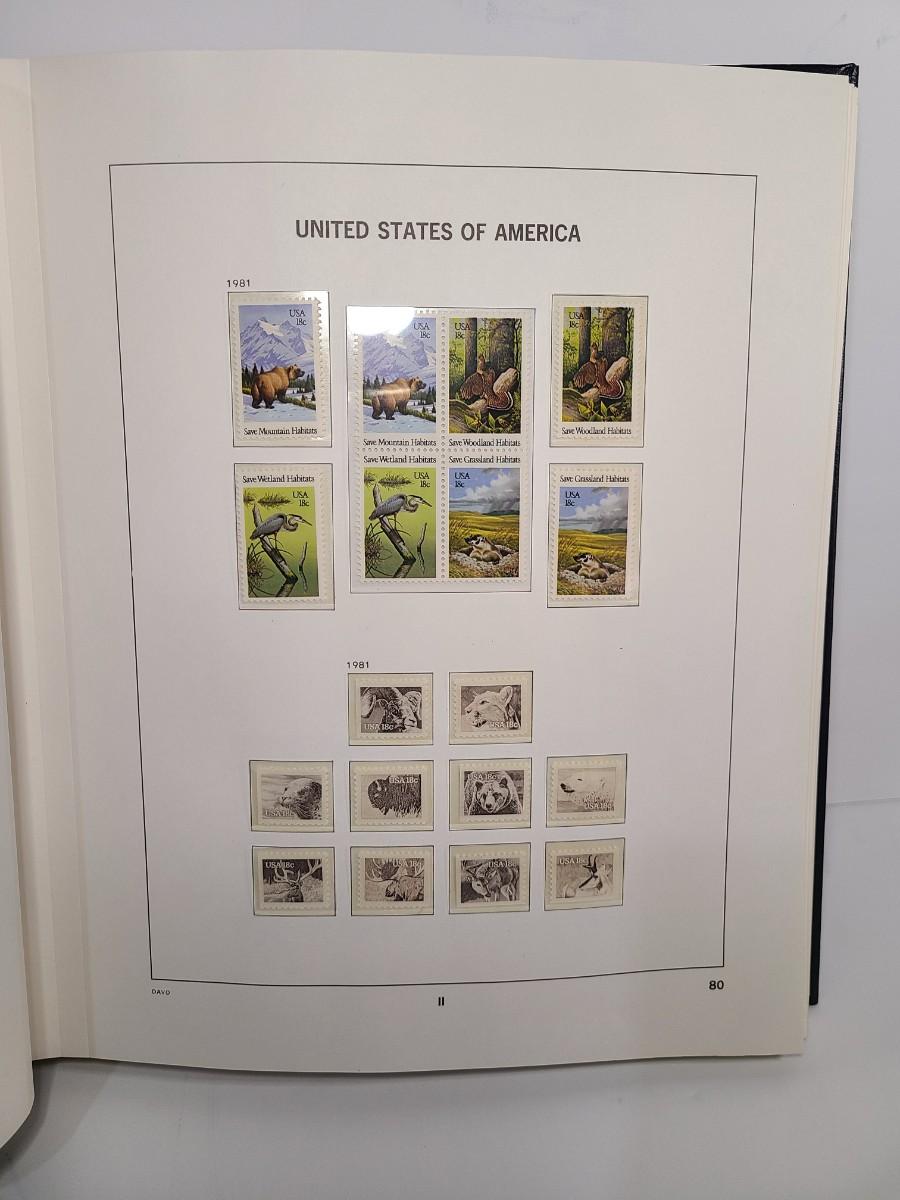 UNITED STATES OF AMERICA
1981
USA
18c
Save Mountain Habitats
USA
18c
Save Mountain Habitats
USA
18c
Save Woodland Habitats
USA
18c
Save Woodland Habitats
Save Wetland Habitats
USA
18c
Save Wetland Habitats
USA
18c
Save Grassland Habitats
USA
18c
Save Grassland Habitats
USA
18c
1981
USA 18c
USA 18c
USA 18c
USA 18c
USA 18c
USA 18c
USA 18c
USA 18c
USA 18c
USA 18c
DAVO
II
80